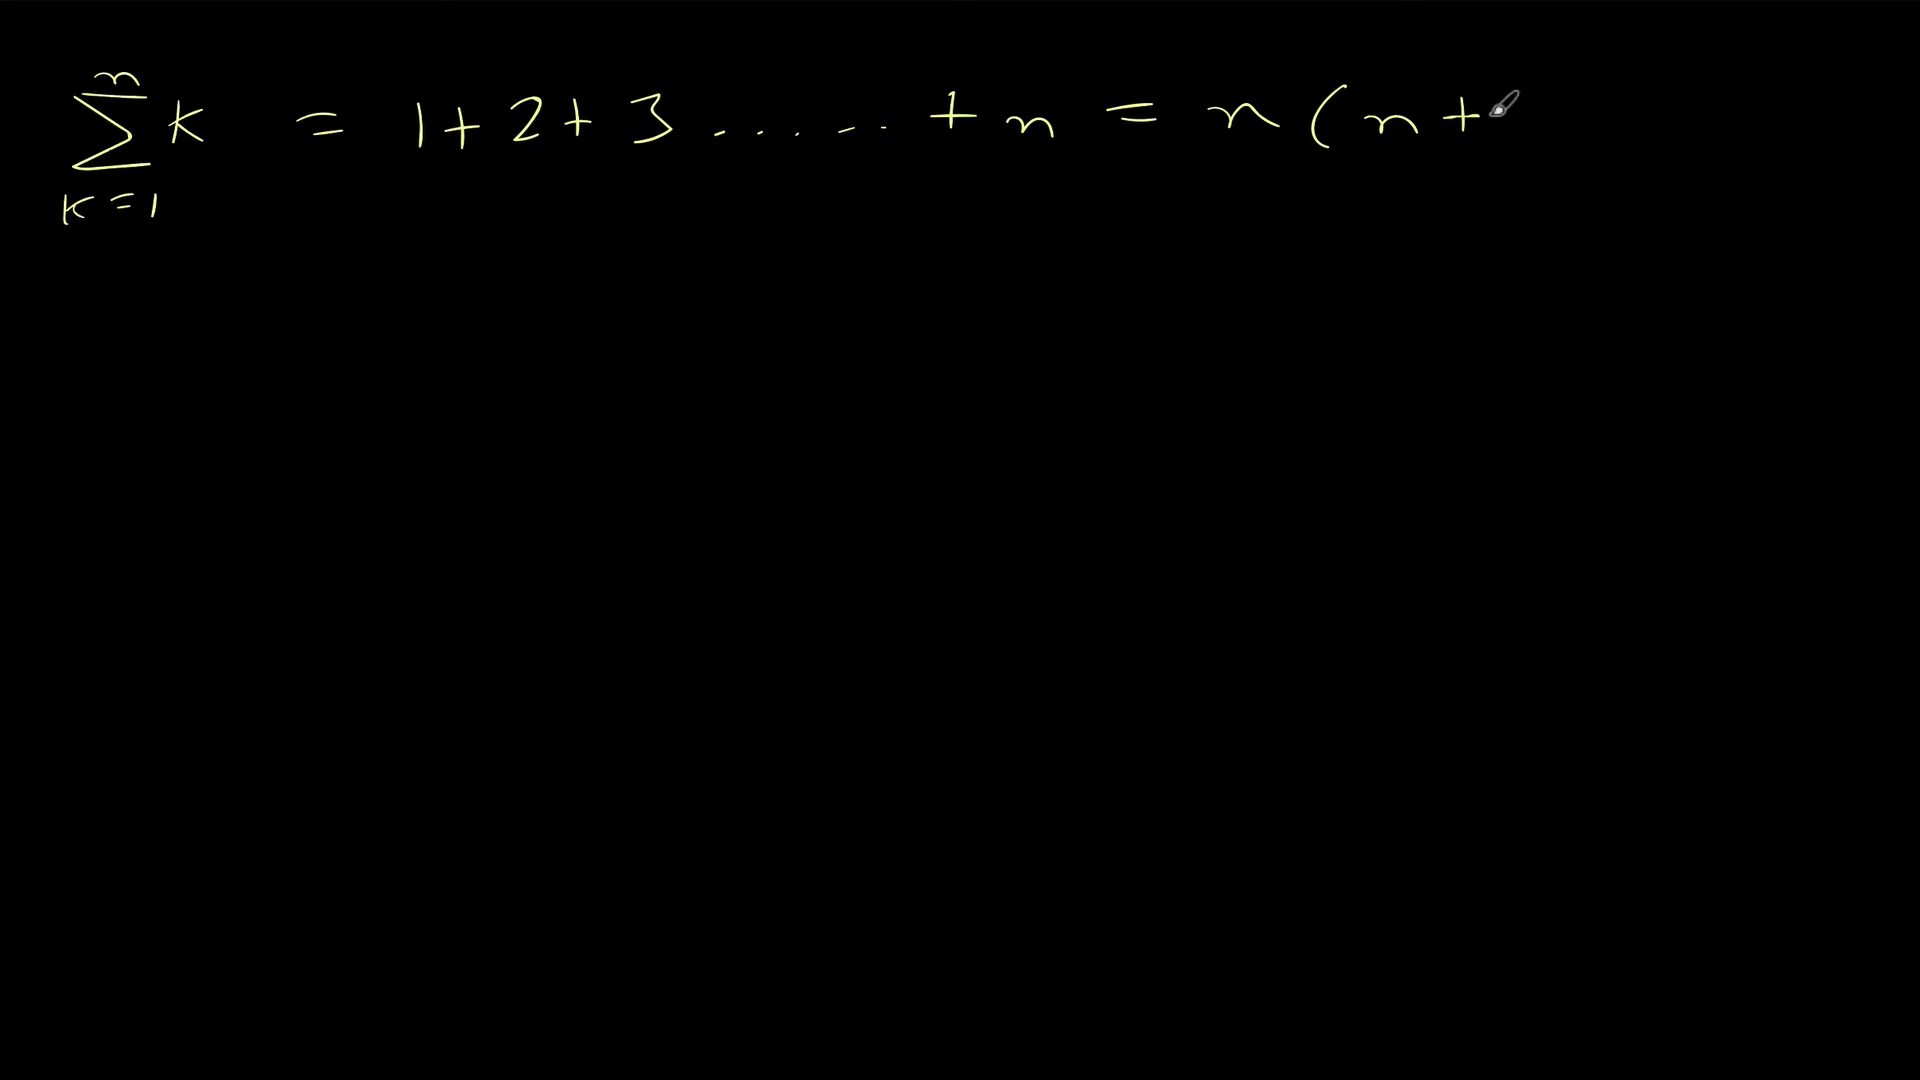 n
∑ k = 1 + 2 + 3 . . . . . . + n = n ( n +
k = 1